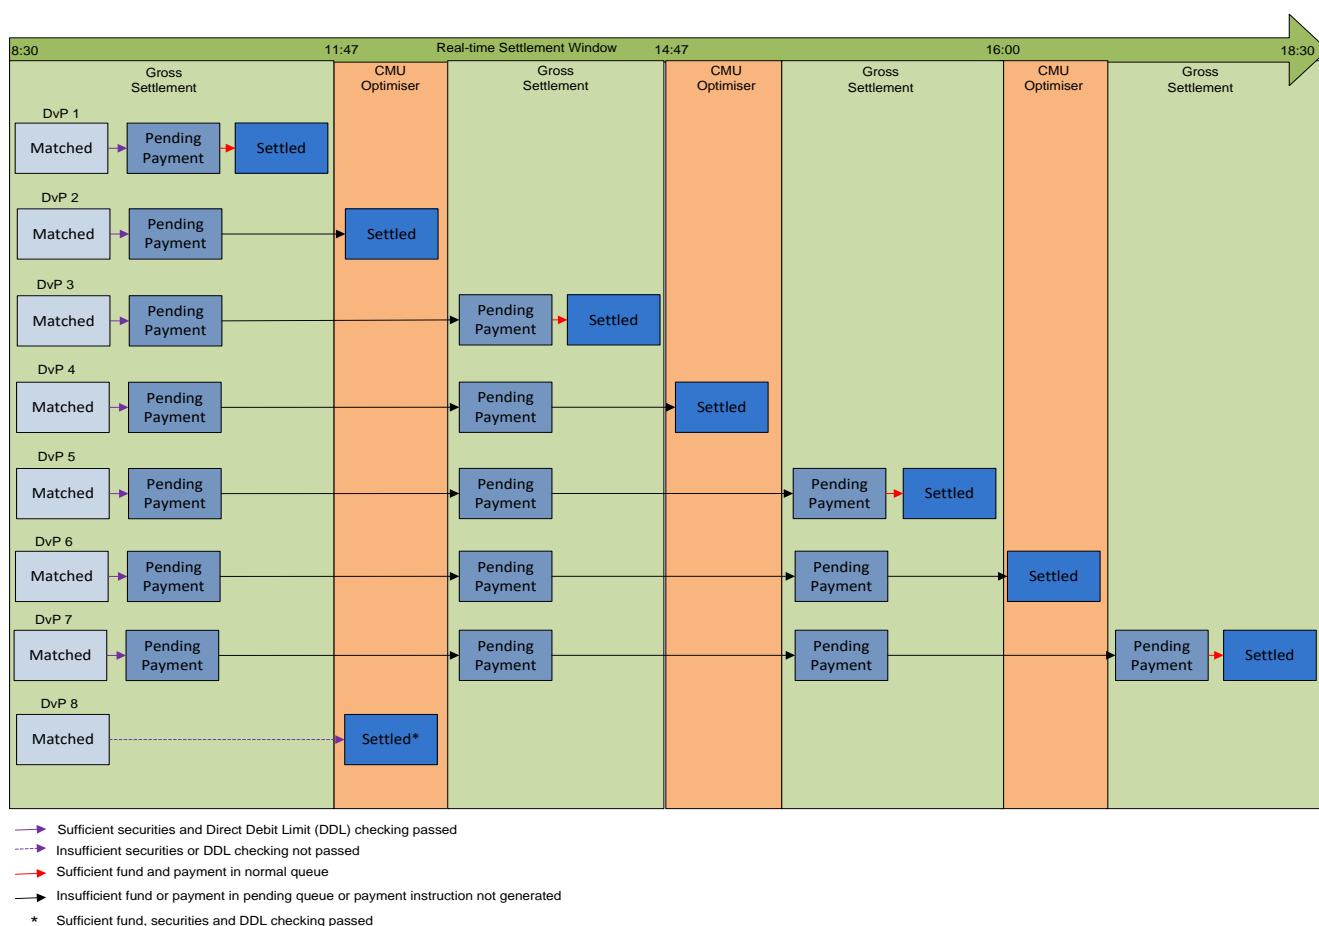 8:30 11:47 Real-time Settlement Window 14:47 16:00 18:30
Gross
Settlement
CMU
Optimiser
Gross
Settlement
CMU
Optimiser
Gross
Settlement
CMU
Optimiser
Gross
Settlement
DvP 1
Matched
Pending
Payment
Settled
DvP 2
Matched
Pending
Payment
Settled
DvP 3
Matched
Pending
Payment
Pending
Payment
Settled
DvP 4
Matched
Pending
Payment
Pending
Payment
Settled
DvP 5
Matched
Pending
Payment
Pending
Payment
Pending
Payment
Settled
DvP 6
Matched
Pending
Payment
Pending
Payment
Pending
Payment
Settled
DvP 7
Matched
Pending
Payment
Pending
Payment
Pending
Payment
Pending
Payment
Settled
DvP 8
Matched
Settled*
Sufficient securities and Direct Debit Limit (DDL) checking passed
Insufficient securities or DDL checking not passed
Sufficient fund and payment in normal queue
Insufficient fund or payment in pending queue or payment instruction not generated
* Sufficient fund, securities and DDL checking passed